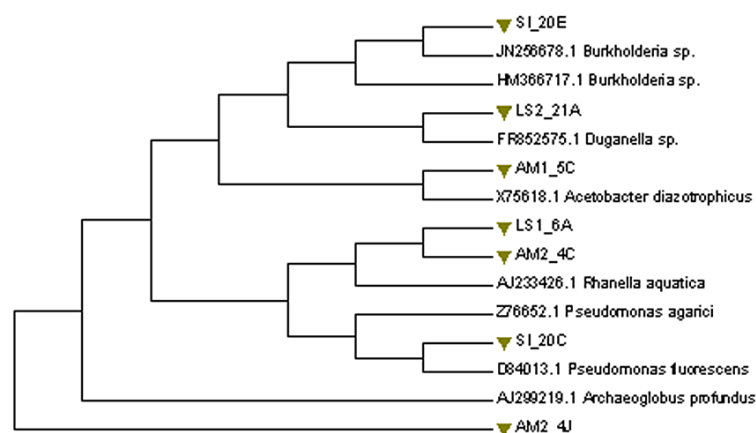 SI_20E
JN256678.1 Burkholderia sp.
HM366717.1 Burkholderia sp.
LS2_21A
FR852575.1 Duganella sp.
AM1_5C
X75618.1 Acetobacter diazotrophicus
LS1_6A
AM2_4C
AJ233426.1 Rhanella aquatica
Z76652.1 Pseudomonas agarici
SI_20C
D84013.1 Pseudomonas fluorescens
AJ299219.1 Archaeoglobus profundus
AM2_4J